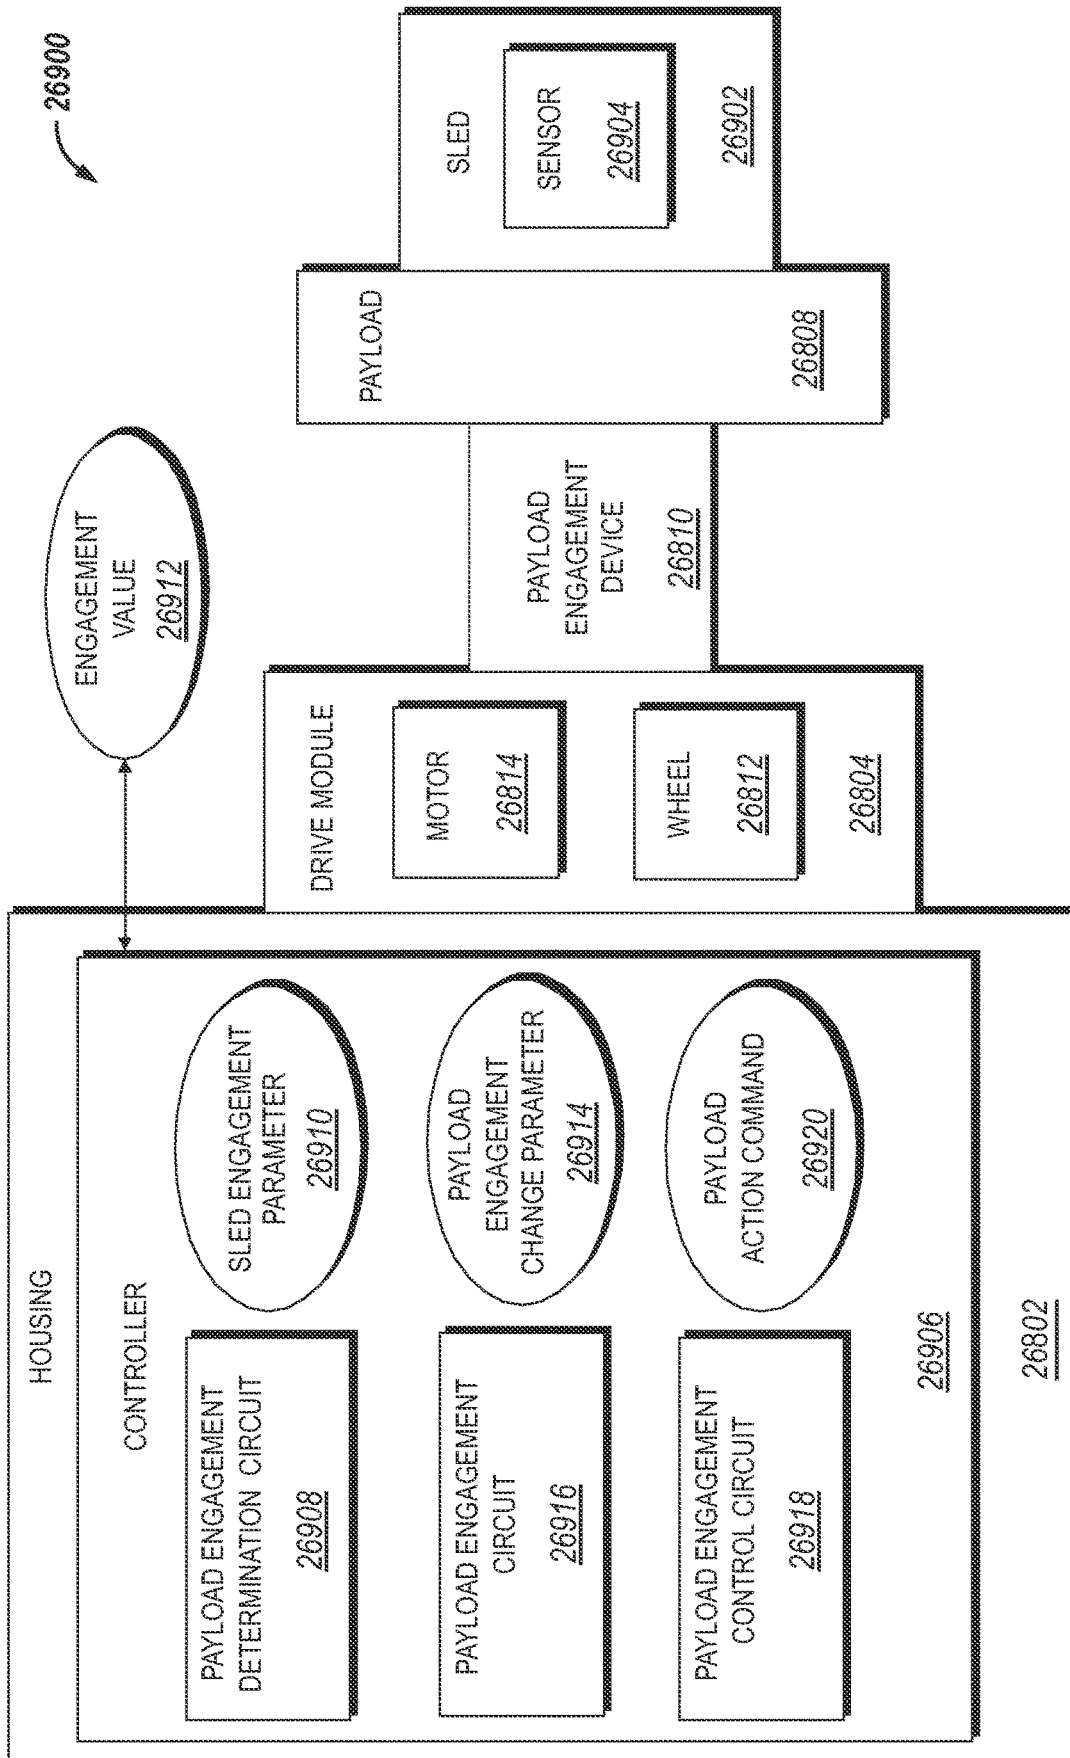 26900
HOUSING
CONTROLLER
PAYLOAD ENGAGEMENT
DETERMINATION CIRCUIT
26908
SLED ENGAGEMENT
PARAMETER
26910
PAYLOAD ENGAGEMENT
CIRCUIT
26916
PAYLOAD
ENGAGEMENT
CHANGE PARAMETER
26914
PAYLOAD ENGAGEMENT
CONTROL CIRCUIT
26918
PAYLOAD
ACTION COMMAND
26920
26906
26802
ENGAGEMENT
VALUE
26912
DRIVE MODULE
MOTOR
26814
WHEEL
26812
26804
PAYLOAD
ENGAGEMENT
DEVICE
26810
PAYLOAD
26808
SLED
SENSOR
26904
26902